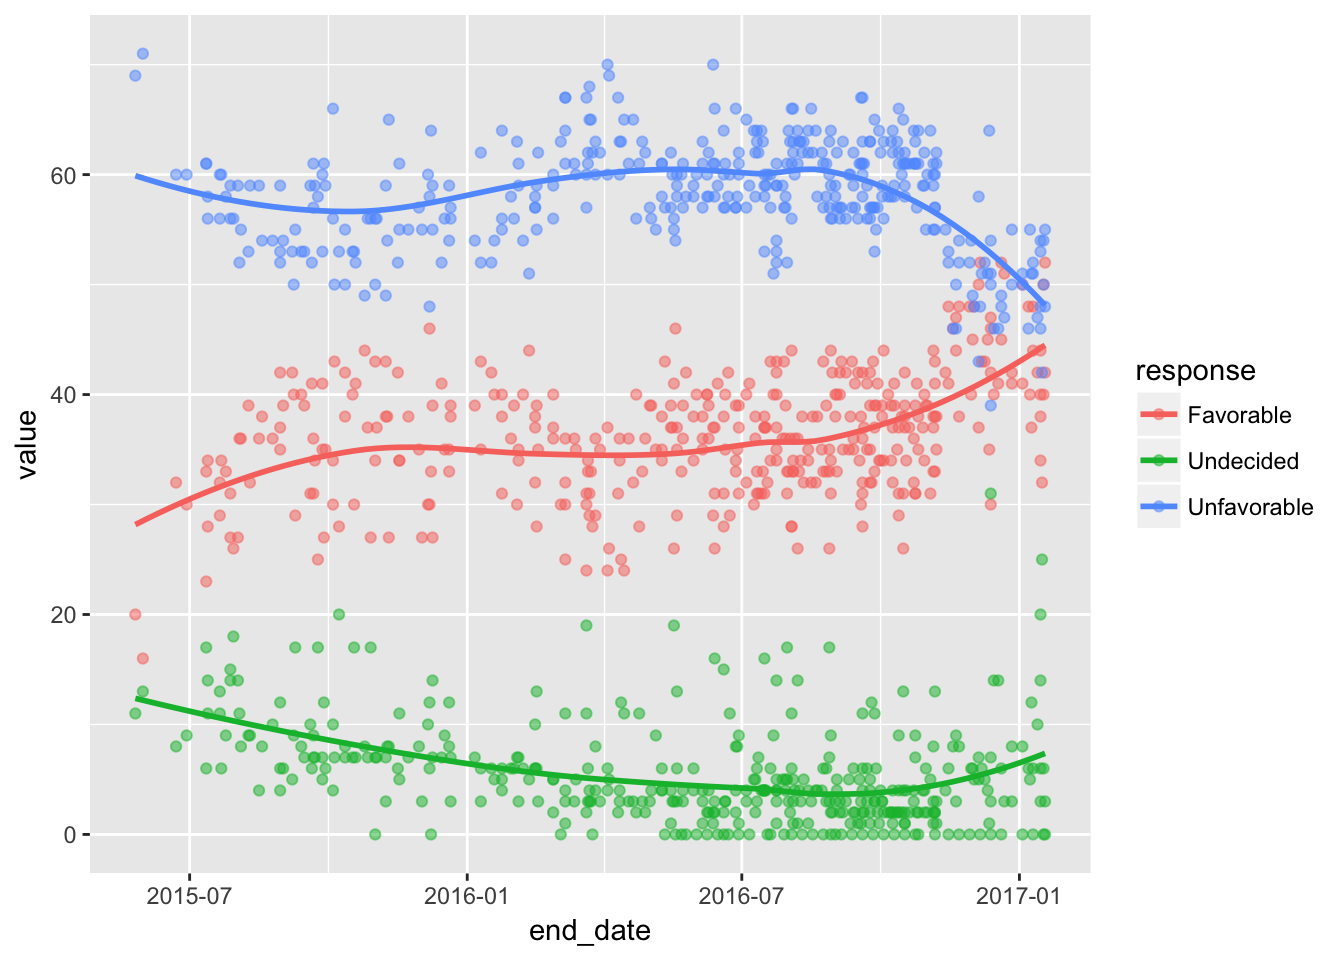 value
60
40
20
0
2015-07
2016-01
2016-07
2017-01
end_date
response
Favorable
Undecided
Unfavorable